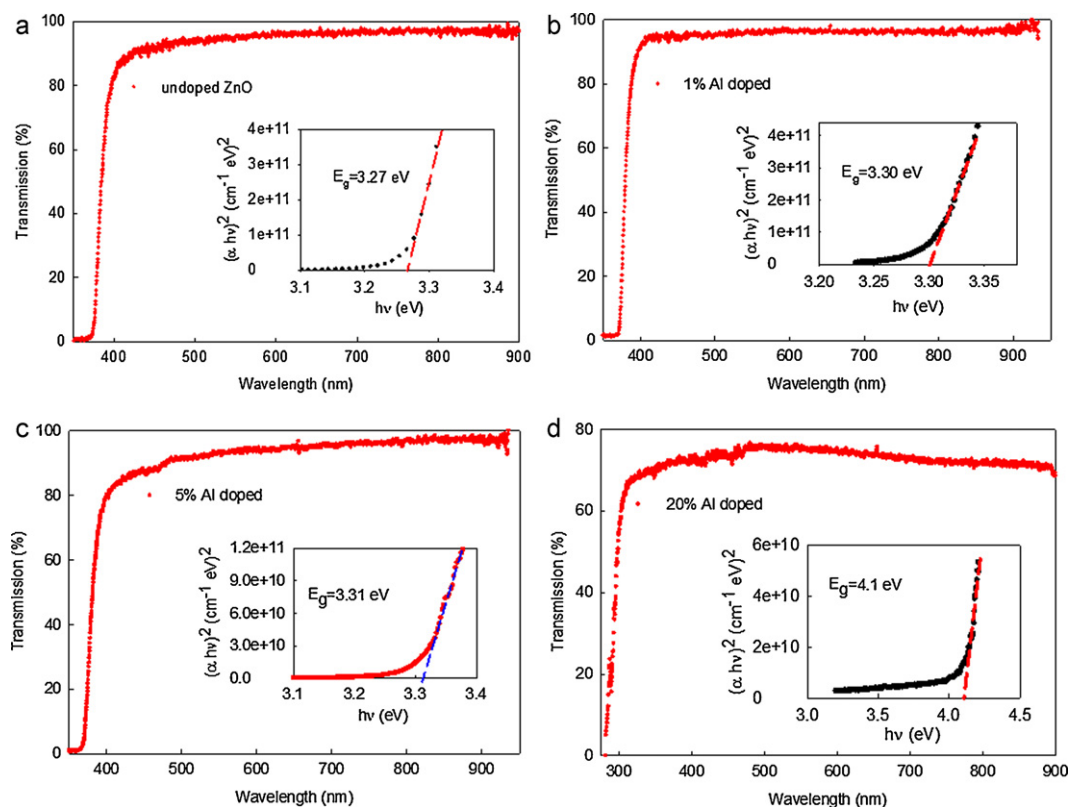 a
100
80
60
40
20
0
Transmission (%)
undoped ZnO
4e+11
3e+11
2e+11
1e+11
0
(α hν)² (cm⁻¹ eV)²
Eg=3.27 eV
3.1 3.2 3.3 3.4
hν (eV)
400 500 600 700 800 900
Wavelength (nm)
b
100
80
60
40
20
0
Transmission (%)
1% Al doped
4e+11
3e+11
2e+11
1e+11
0
(α hν)² (cm⁻¹ eV)²
Eg=3.30 eV
3.20 3.25 3.30 3.35
hν (eV)
400 500 600 700 800 900
Wavelength (nm)
c
100
80
60
40
20
0
Transmission (%)
5% Al doped
1.2e+11
9.0e+10
6.0e+10
3.0e+10
0.0
(α hν)² (cm⁻¹ eV)²
Eg=3.31 eV
3.1 3.2 3.3 3.4
hν (eV)
400 500 600 700 800 900
Wavelength (nm)
d
80
60
40
20
0
Transmission (%)
20% Al doped
6e+10
4e+10
2e+10
0
(α hν)² (cm⁻¹ eV)²
Eg=4.1 eV
3.0 3.5 4.0 4.5
hν (eV)
300 400 500 600 700 800 900
Wavelength (nm)